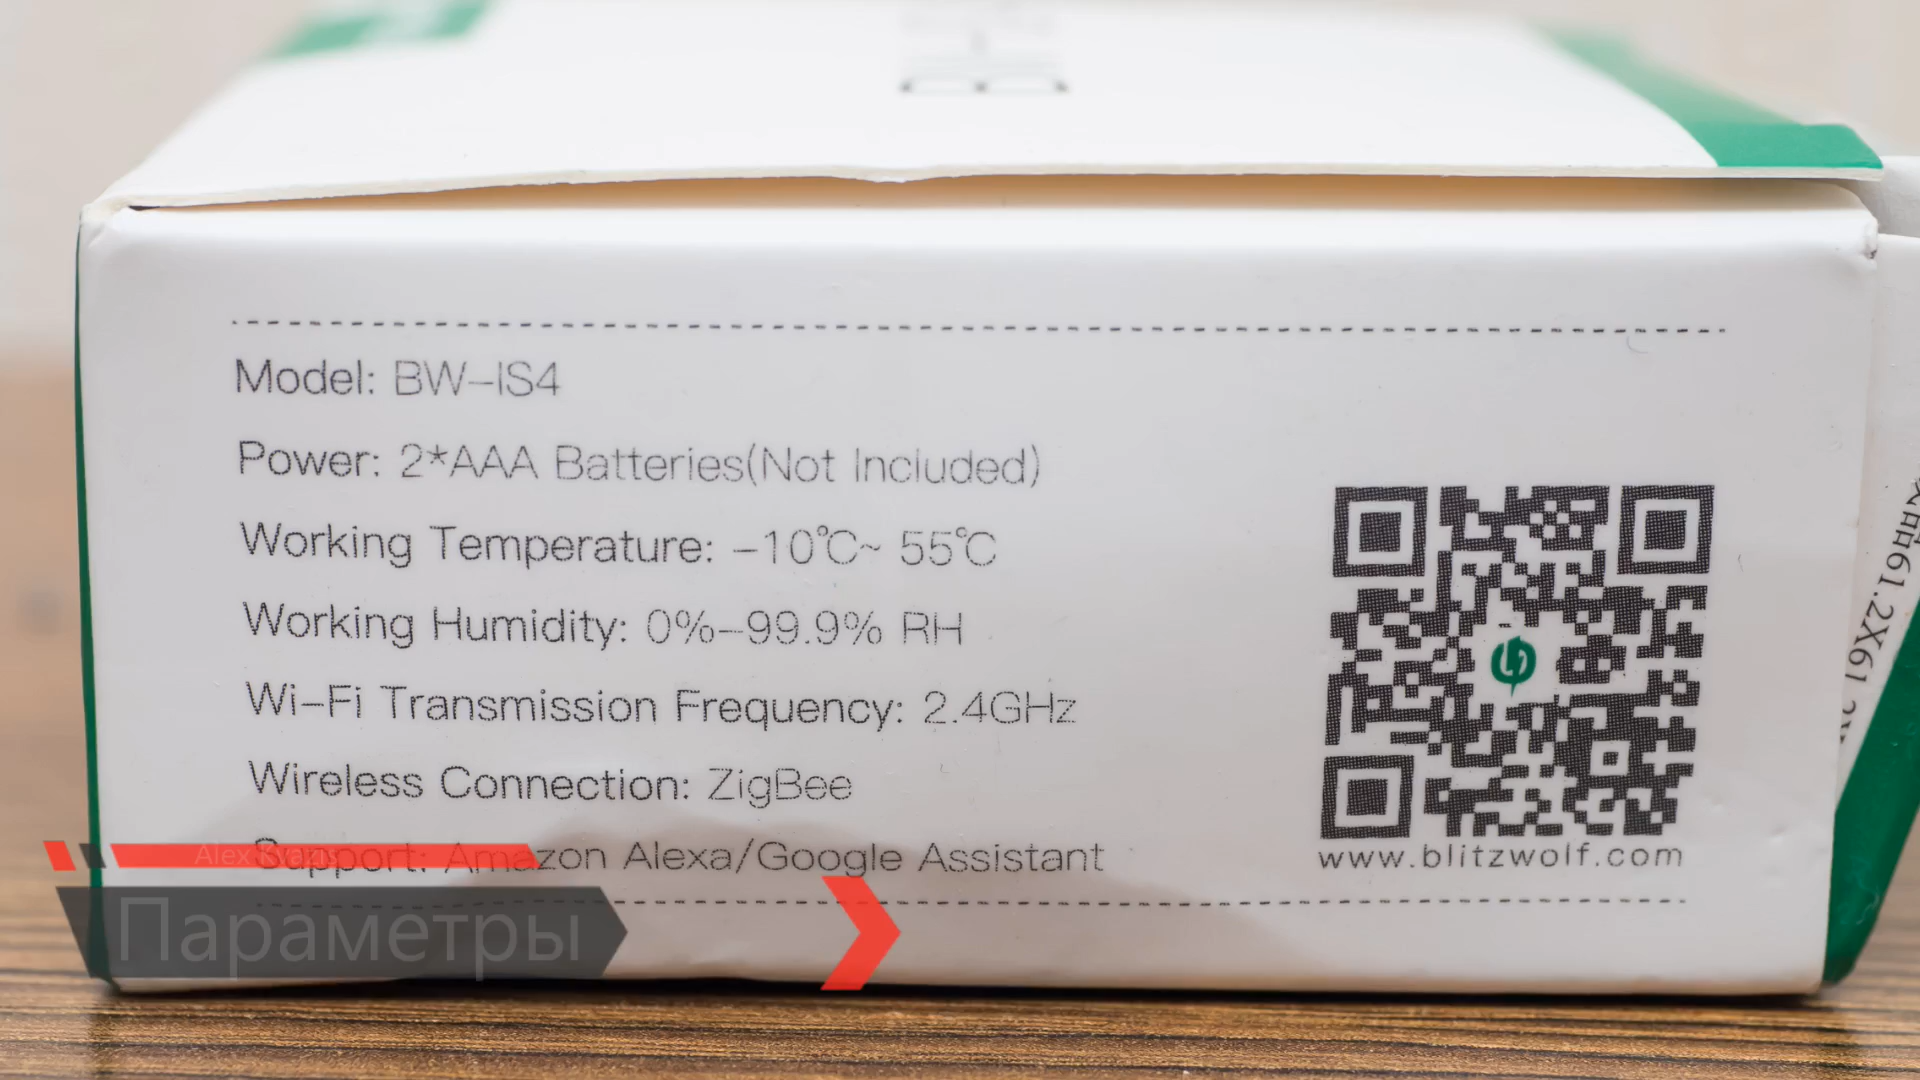 Model: BW-IS4
Power: 2*AAA Batteries(Not Included)
Working Temperature: -10℃~ 55℃
Working Humidity: 0%-99.9% RH
Wi-Fi Transmission Frequency: 2.4GHz
Wireless Connection: ZigBee
Support: Amazon Alexa/Google Assistant
www.blitzwolf.com
Alex
Параметры